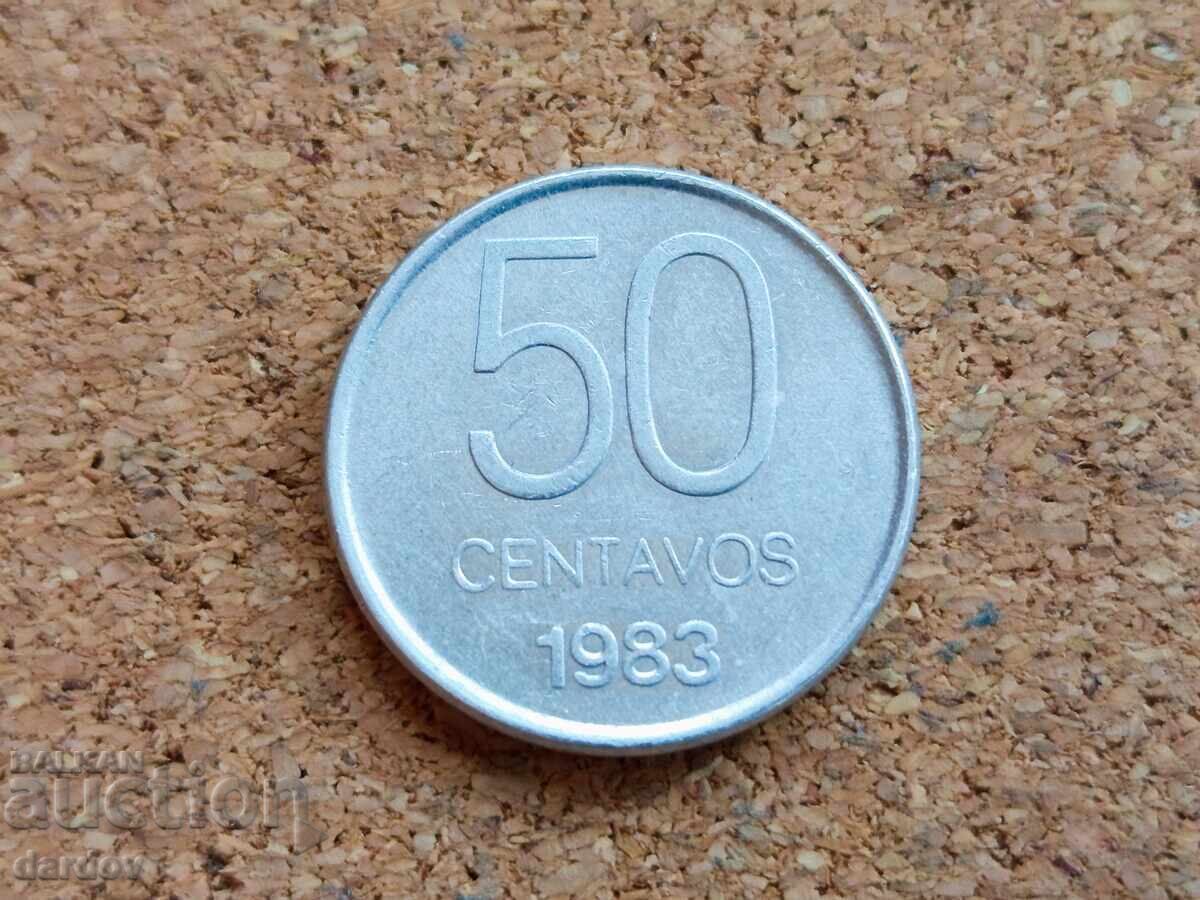 50
CENTAVOS
1983
BALKAN
auction
dardov